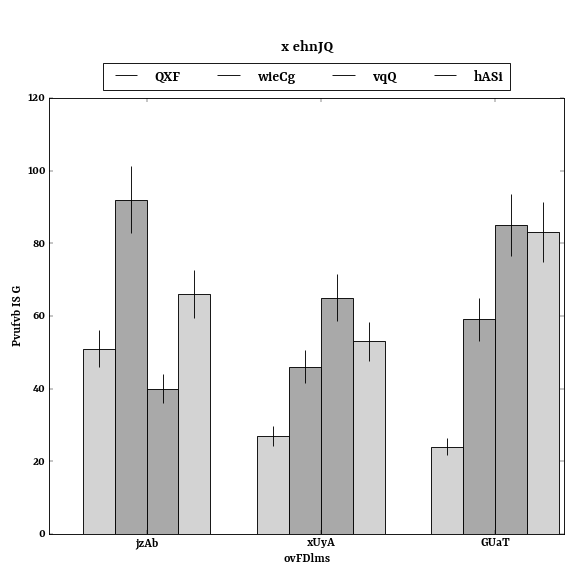 x ehnJQ
QXF wieCg vqQ hASi
120
100
80
60
40
20
0
Pvufvb IS G
jzAb xUyA GUaT
ovFDlms